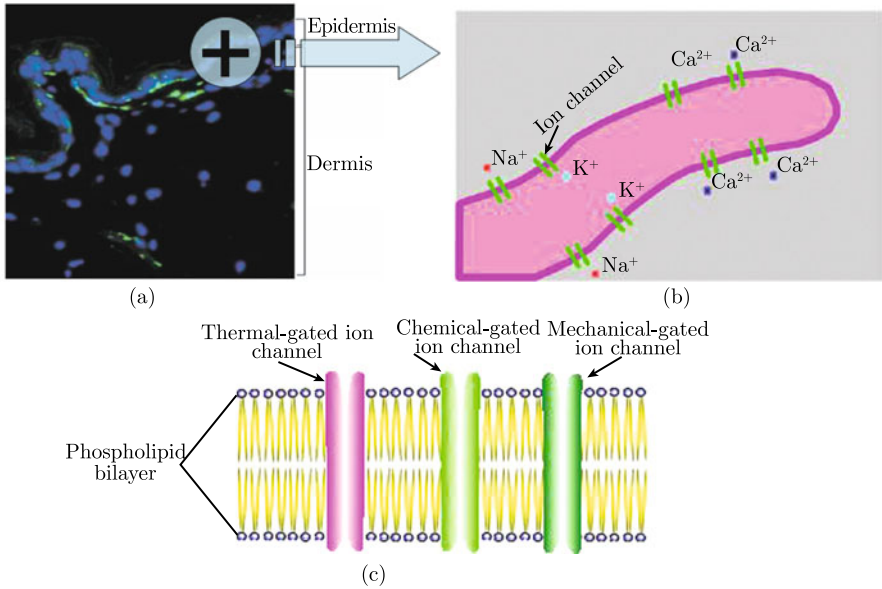 Epidermis
Dermis
(a)
Ca²⁺
Ca²⁺
Ion channel
Na⁺
K⁺
K⁺
Ca²⁺
Ca²⁺
Na⁺
(b)
Thermal-gated ion
channel
Chemical-gated
ion channel
Mechanical-gated
ion channel
Phospholipid
bilayer
(c)